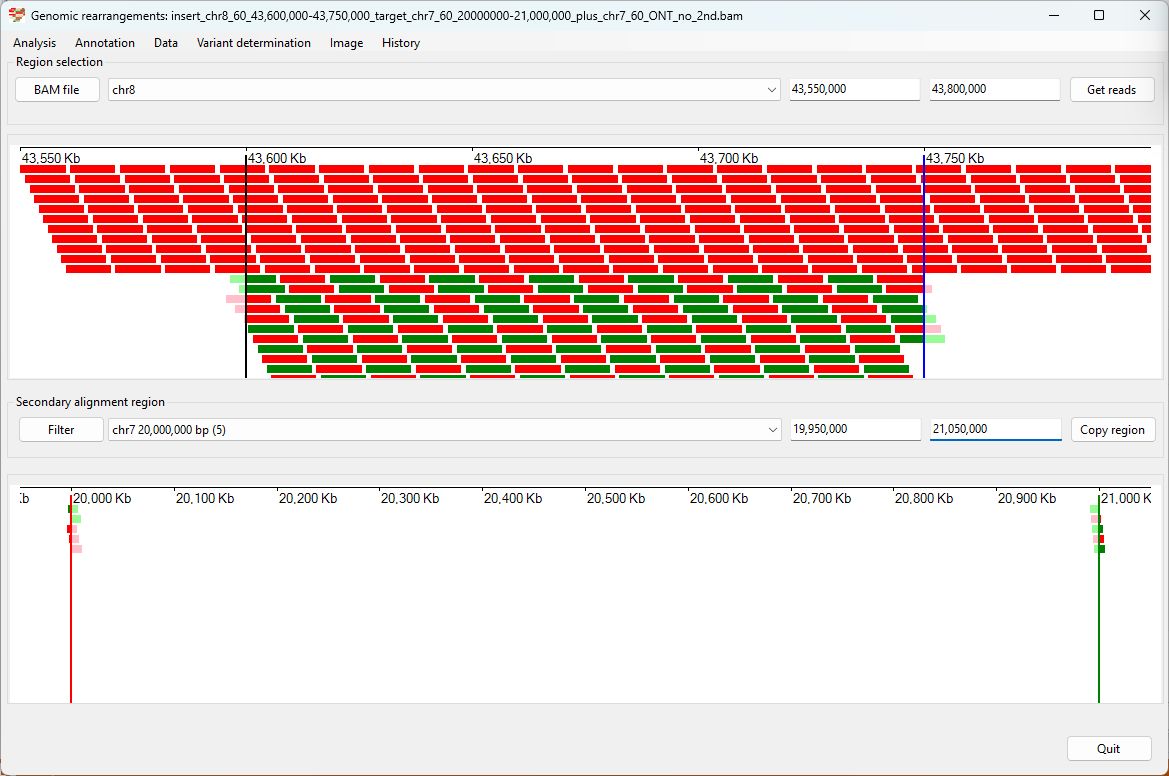 Genomic rearrangements: insert_chr8_60_43,600,000-43,750,000_target_chr7_60_20000000-21,000,000_plus_chr7_60_ONT_no_2nd.bam
Analysis Annotation Data Variant determination Image History
Region selection
BAM file chr8 43,550,000 43,800,000 Get reads
43,550 Kb 43,600 Kb 43,650 Kb 43,700 Kb 43,750 Kb
Secondary alignment region
Filter chr7 20,000,000 bp (5) 19,950,000 21,050,000 Copy region
Kb 20,000 Kb 20,100 Kb 20,200 Kb 20,300 Kb 20,400 Kb 20,500 Kb 20,600 Kb 20,700 Kb 20,800 Kb 20,900 Kb 21,000 K
Quit